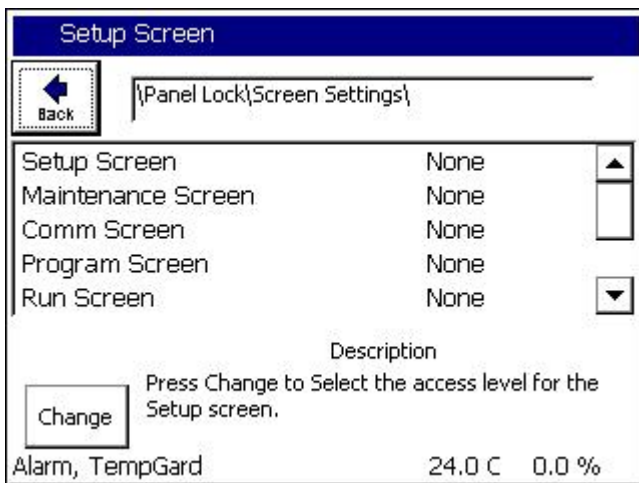 Setup Screen
Back
\Panel Lock\Screen Settings\
Setup Screen None
Maintenance Screen None
Comm Screen None
Program Screen None
Run Screen None
Description
Press Change to Select the access level for the
Setup screen.
Change
Alarm, TempGard 24.0 C 0.0 %